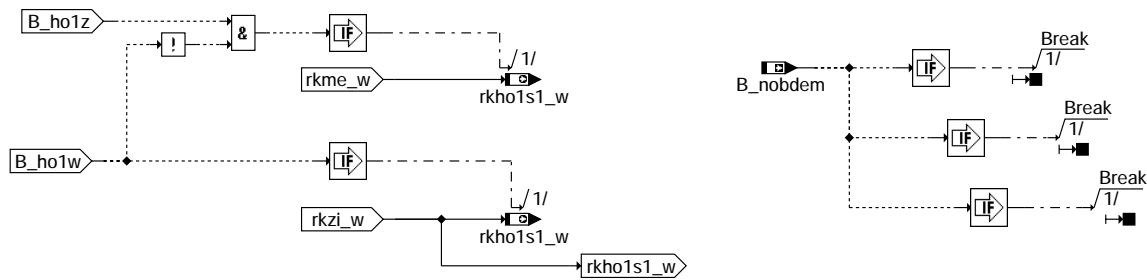 B_ho1z
!
&
IF
1/
rkme_w
rkho1s1_w
B_ho1w
IF
1/
rkzi_w
rkho1s1_w
rkho1s1_w
Break
1/
IF
B_nobdem
Break
1/
IF
Break
1/
IF